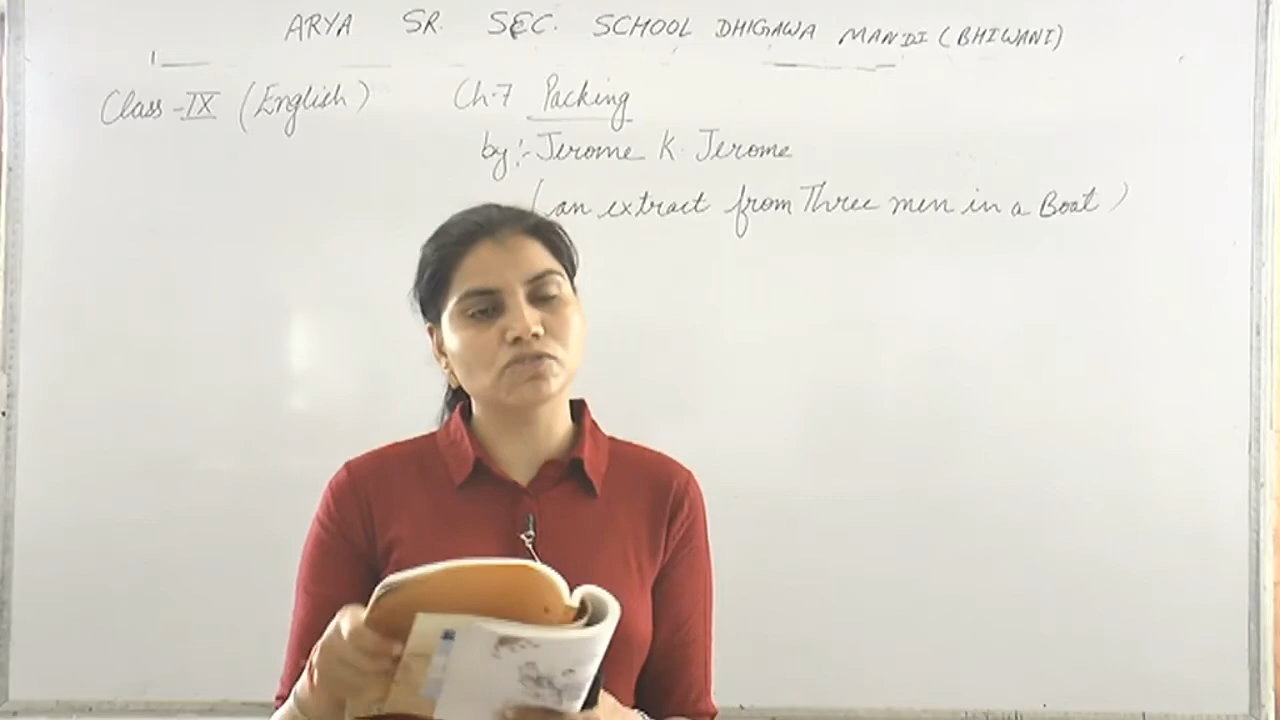 ARYA SR. SEC. SCHOOL DHIGAWA MANDI (BHIWANI)
Class-IX (English) Ch-7 Packing
by:- Jerome K. Jerome
(an extract from Three men in a Boat)